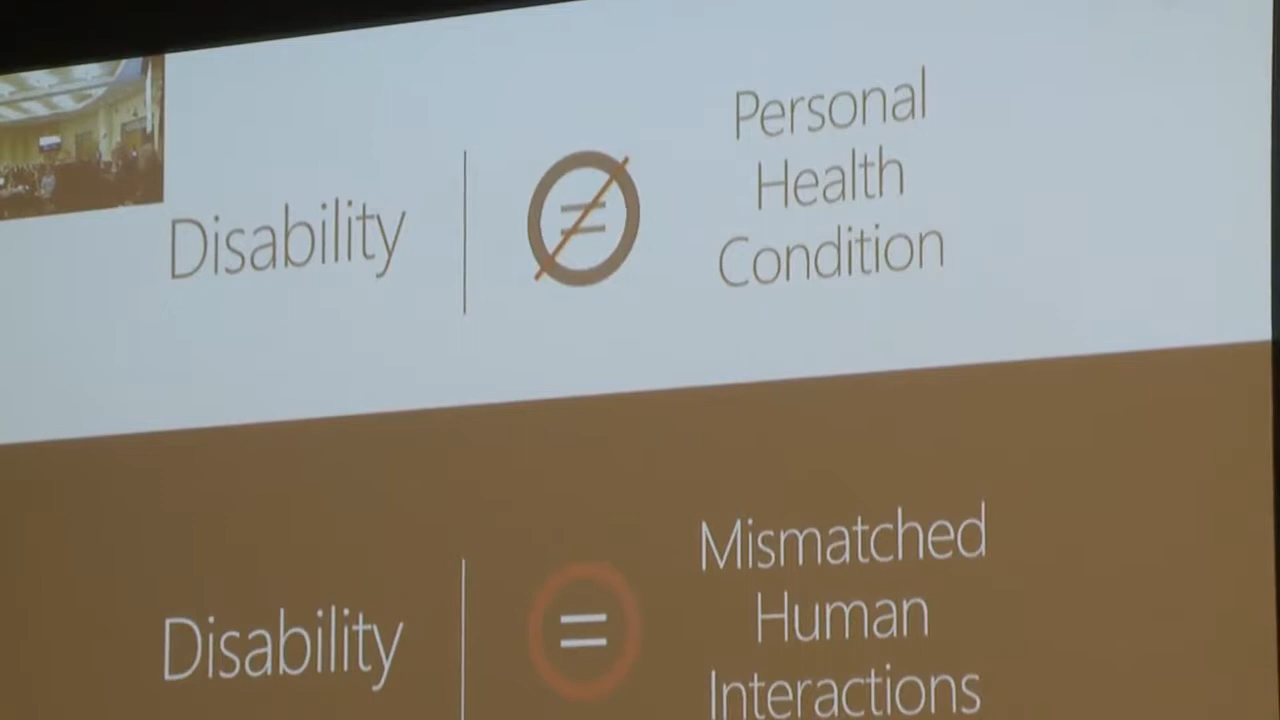 Disability
≠
Personal
Health
Condition
Disability
=
Mismatched
Human
Interactions